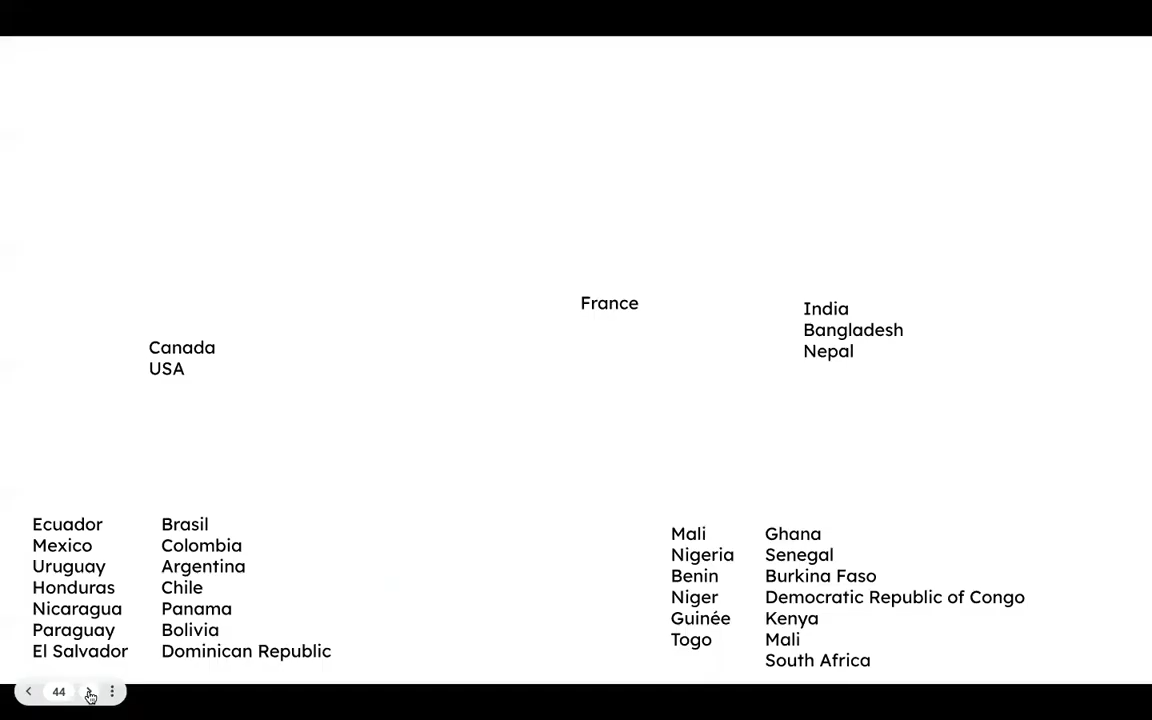 France
India
Bangladesh
Nepal
Canada
USA
Ecuador
Mexico
Uruguay
Honduras
Nicaragua
Paraguay
El Salvador
Brasil
Colombia
Argentina
Chile
Panama
Bolivia
Dominican Republic
Mali
Nigeria
Benin
Niger
Guinée
Togo
Ghana
Senegal
Burkina Faso
Democratic Republic of Congo
Kenya
Mali
South Africa
44